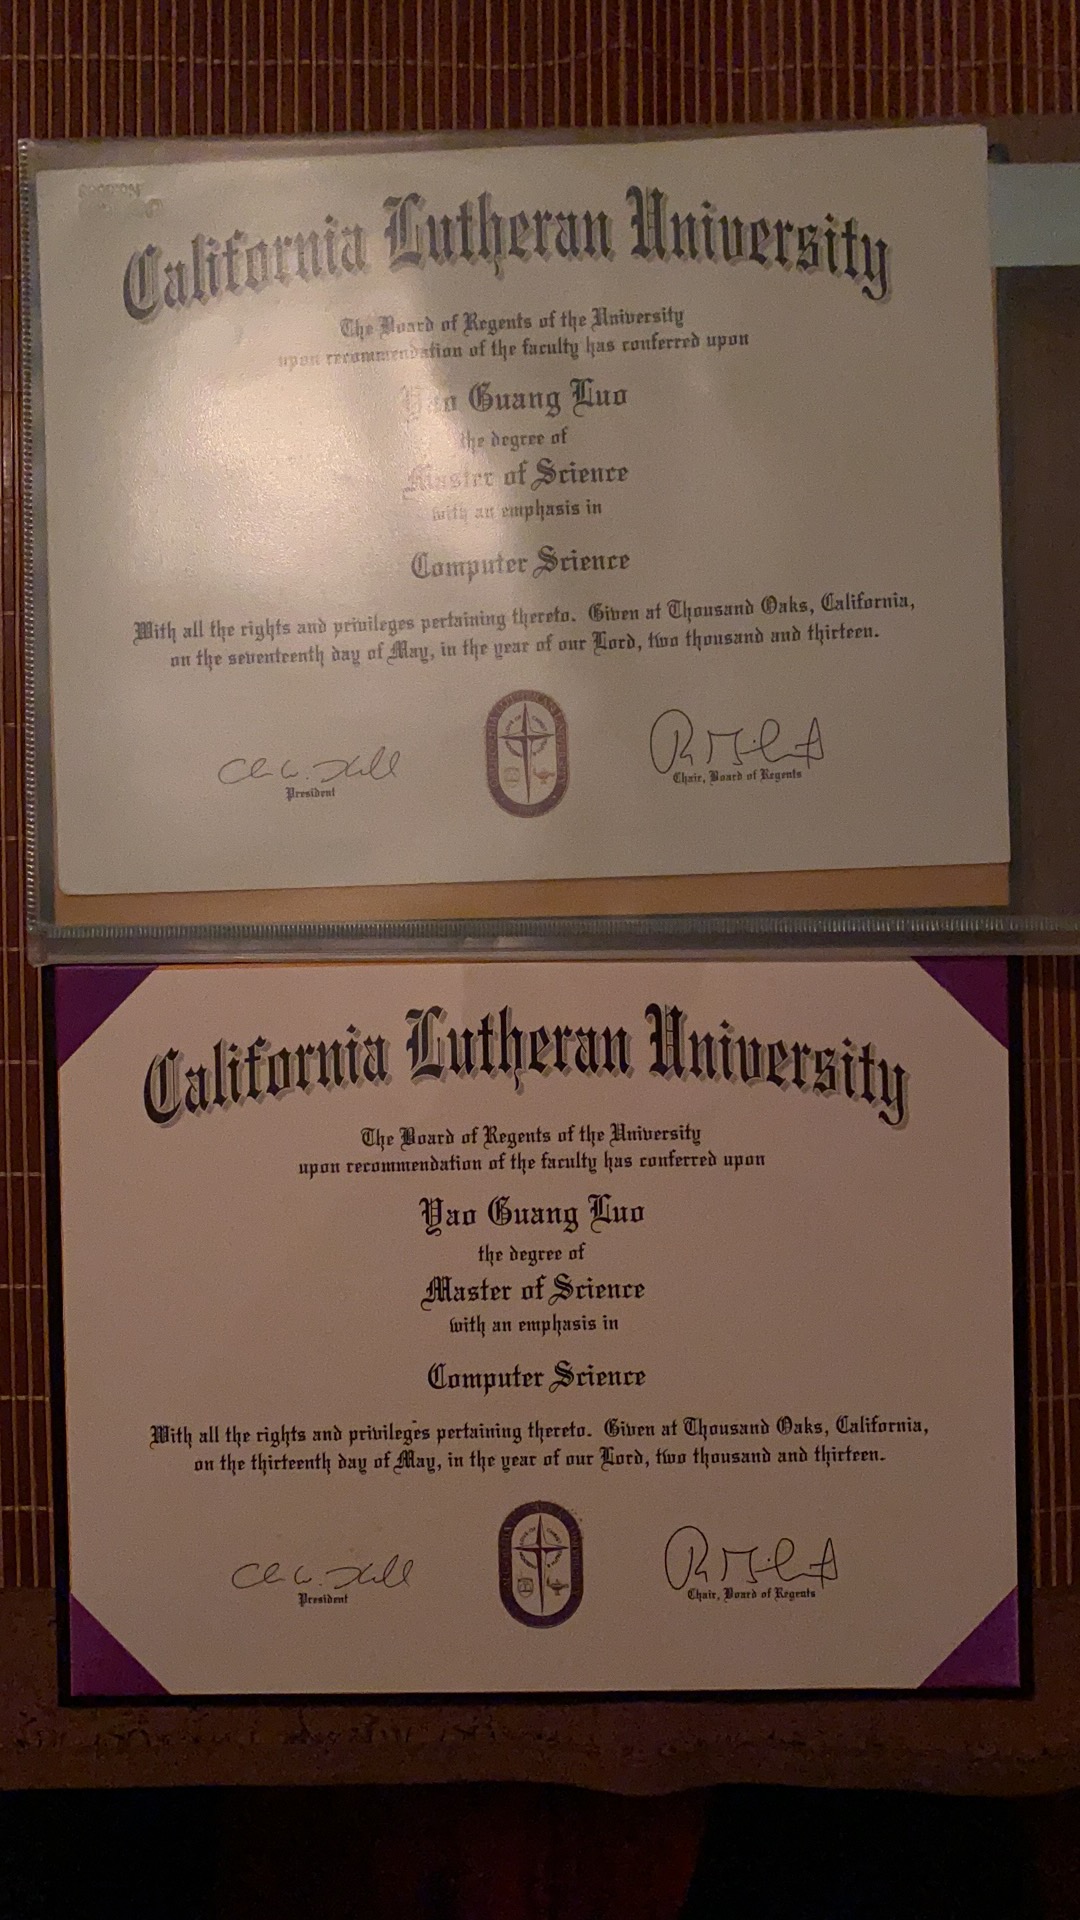 California Lutheran University
The Board of Regents of the University
upon recommendation of the faculty has conferred upon
Yao Guang Luo
the degree of
Master of Science
with an emphasis in
Computer Science
With all the rights and privileges pertaining thereto. Given at Thousand Oaks, California,
on the seventeenth day of May, in the year of our Lord, two thousand and thirteen.
President
Chair, Board of Regents
California Lutheran University
The Board of Regents of the University
upon recommendation of the faculty has conferred upon
Yao Guang Luo
the degree of
Master of Science
with an emphasis in
Computer Science
With all the rights and privileges pertaining thereto. Given at Thousand Oaks, California,
on the thirteenth day of May, in the year of our Lord, two thousand and thirteen.
President
Chair, Board of Regents